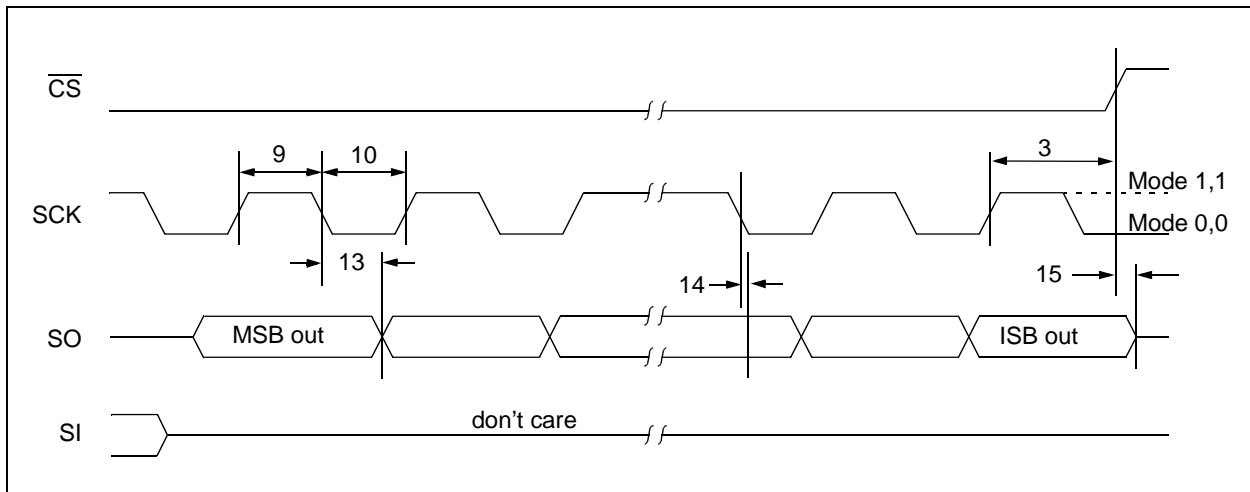 CS
9
10
3
Mode 1,1
SCK
Mode 0,0
13
14
15
SO
MSB out
ISB out
SI
don't care